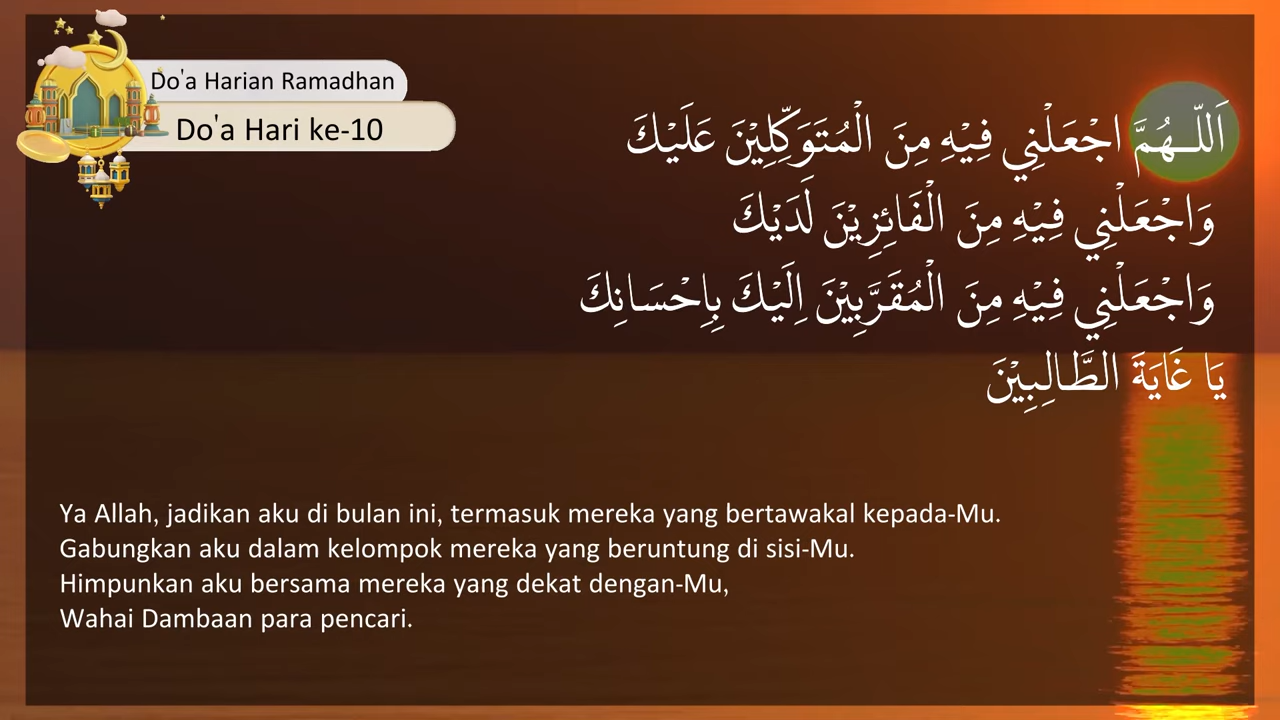 Do'a Harian Ramadhan
Do'a Hari ke-10
اَللّــهُمَّ اجْعَلْنِي فِيْهِ مِنَ الْمُتَوَكِّلِيْنَ عَلَيْكَ
وَاجْعَلْنِي فِيْهِ مِنَ الْفَائِزِيْنَ لَدَيْكَ
وَاجْعَلْنِي فِيْهِ مِنَ الْمُقَرَّبِيْنَ اِلَيْكَ بِاِحْسَانِكَ
يَا غَايَةَ الطَّالِبِيْنَ
Ya Allah, jadikan aku di bulan ini, termasuk mereka yang bertawakal kepada-Mu.
Gabungkan aku dalam kelompok mereka yang beruntung di sisi-Mu.
Himpunkan aku bersama mereka yang dekat dengan-Mu,
Wahai Dambaan para pencari.